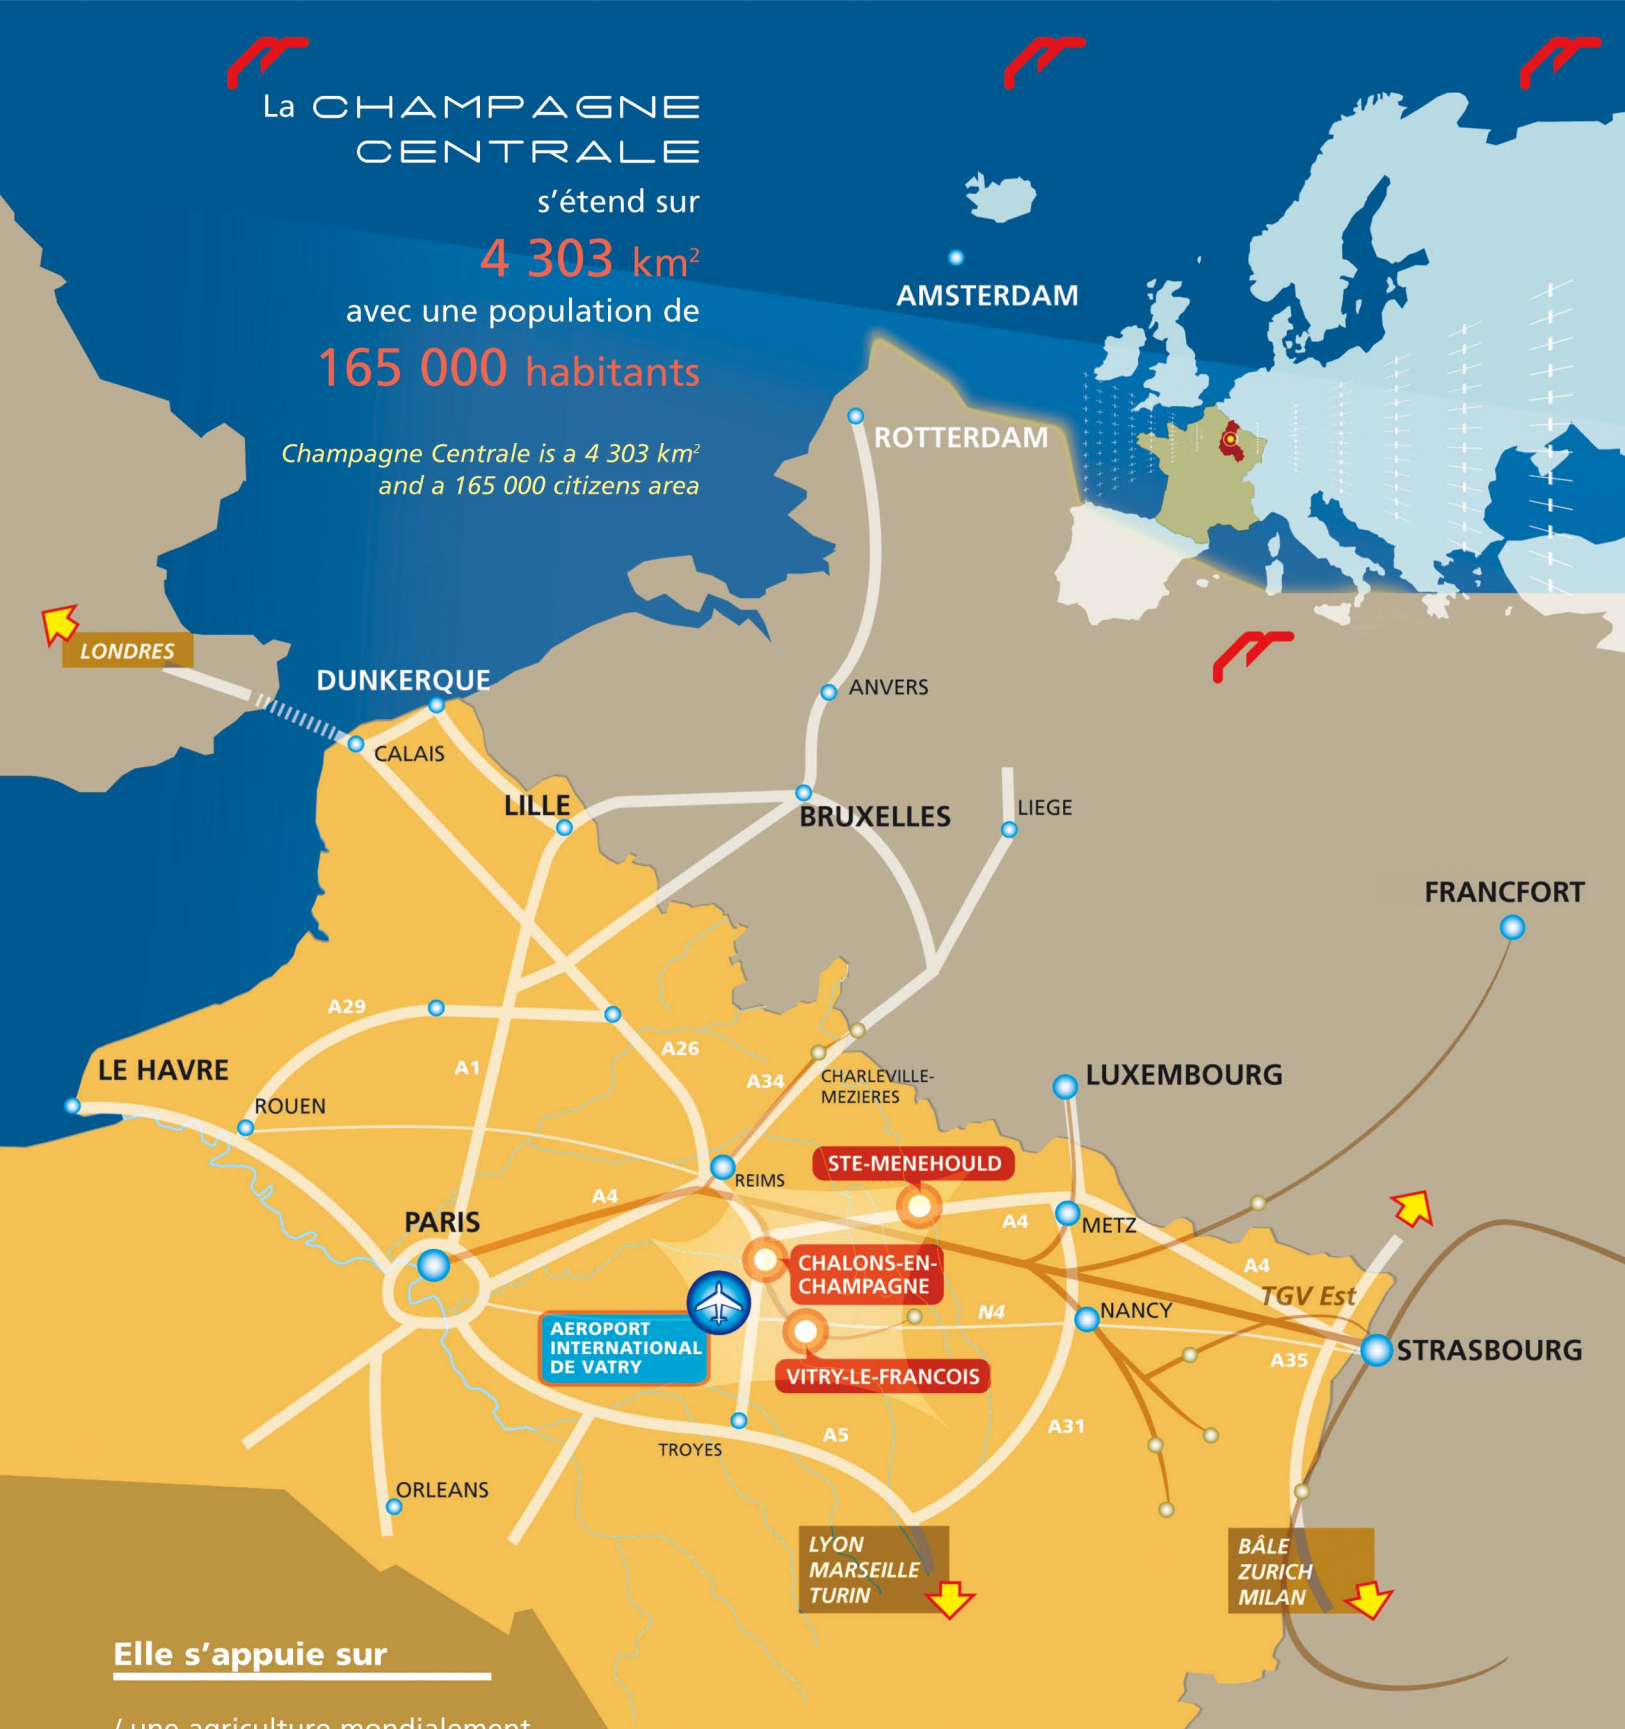 La CHAMPAGNE
CENTRALE
s'étend sur
4 303 km²
avec une population de
165 000 habitants
Champagne Centrale is a 4 303 km²
and a 165 000 citizens area
AMSTERDAM
ROTTERDAM
LONDRES
DUNKERQUE
ANVERS
CALAIS
LILLE
BRUXELLES
LIEGE
FRANCFORT
A29
A26
A1
LE HAVRE
A34
CHARLEVILLE-
MEZIERES
LUXEMBOURG
ROUEN
STE-MENEHOULD
REIMS
A4
PARIS
A4
METZ
CHALONS-EN-
CHAMPAGNE
A4
TGV Est
N4
NANCY
AEROPORT
INTERNATIONAL
DE VATRY
STRASBOURG
A35
VITRY-LE-FRANCOIS
A31
A5
TROYES
ORLEANS
LYON
MARSEILLE
TURIN
BÂLE
ZURICH
MILAN
Elle s'appuie sur
/ une agriculture mondialement